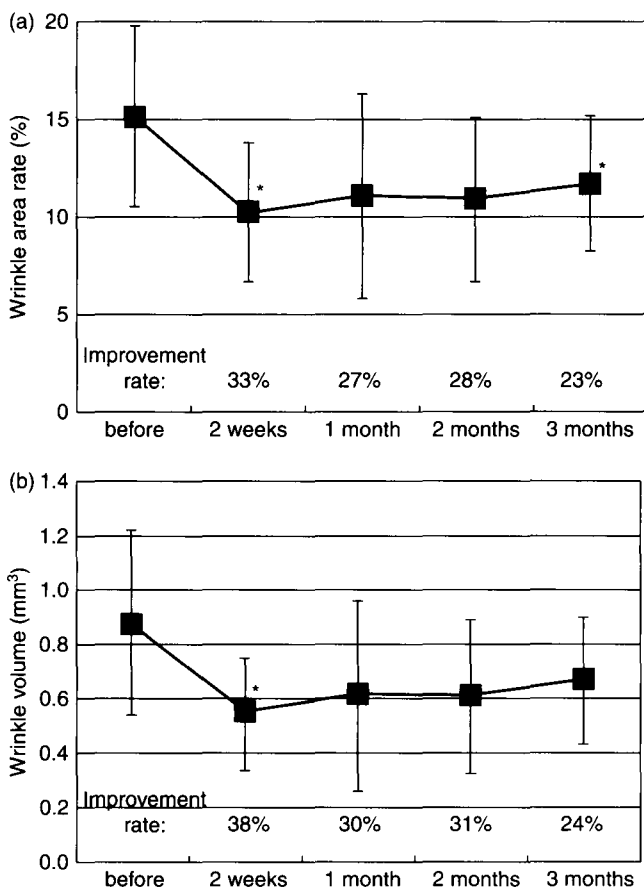 (a)
Wrinkle area rate (%)
20
15
10
5
0
*
*
Improvement
rate: 33% 27% 28% 23%
before 2 weeks 1 month 2 months 3 months
(b)
Wrinkle volume (mm³)
1.4
1.2
1.0
0.8
0.6
0.4
0.2
0.0
*
Improvement
rate: 38% 30% 31% 24%
before 2 weeks 1 month 2 months 3 months